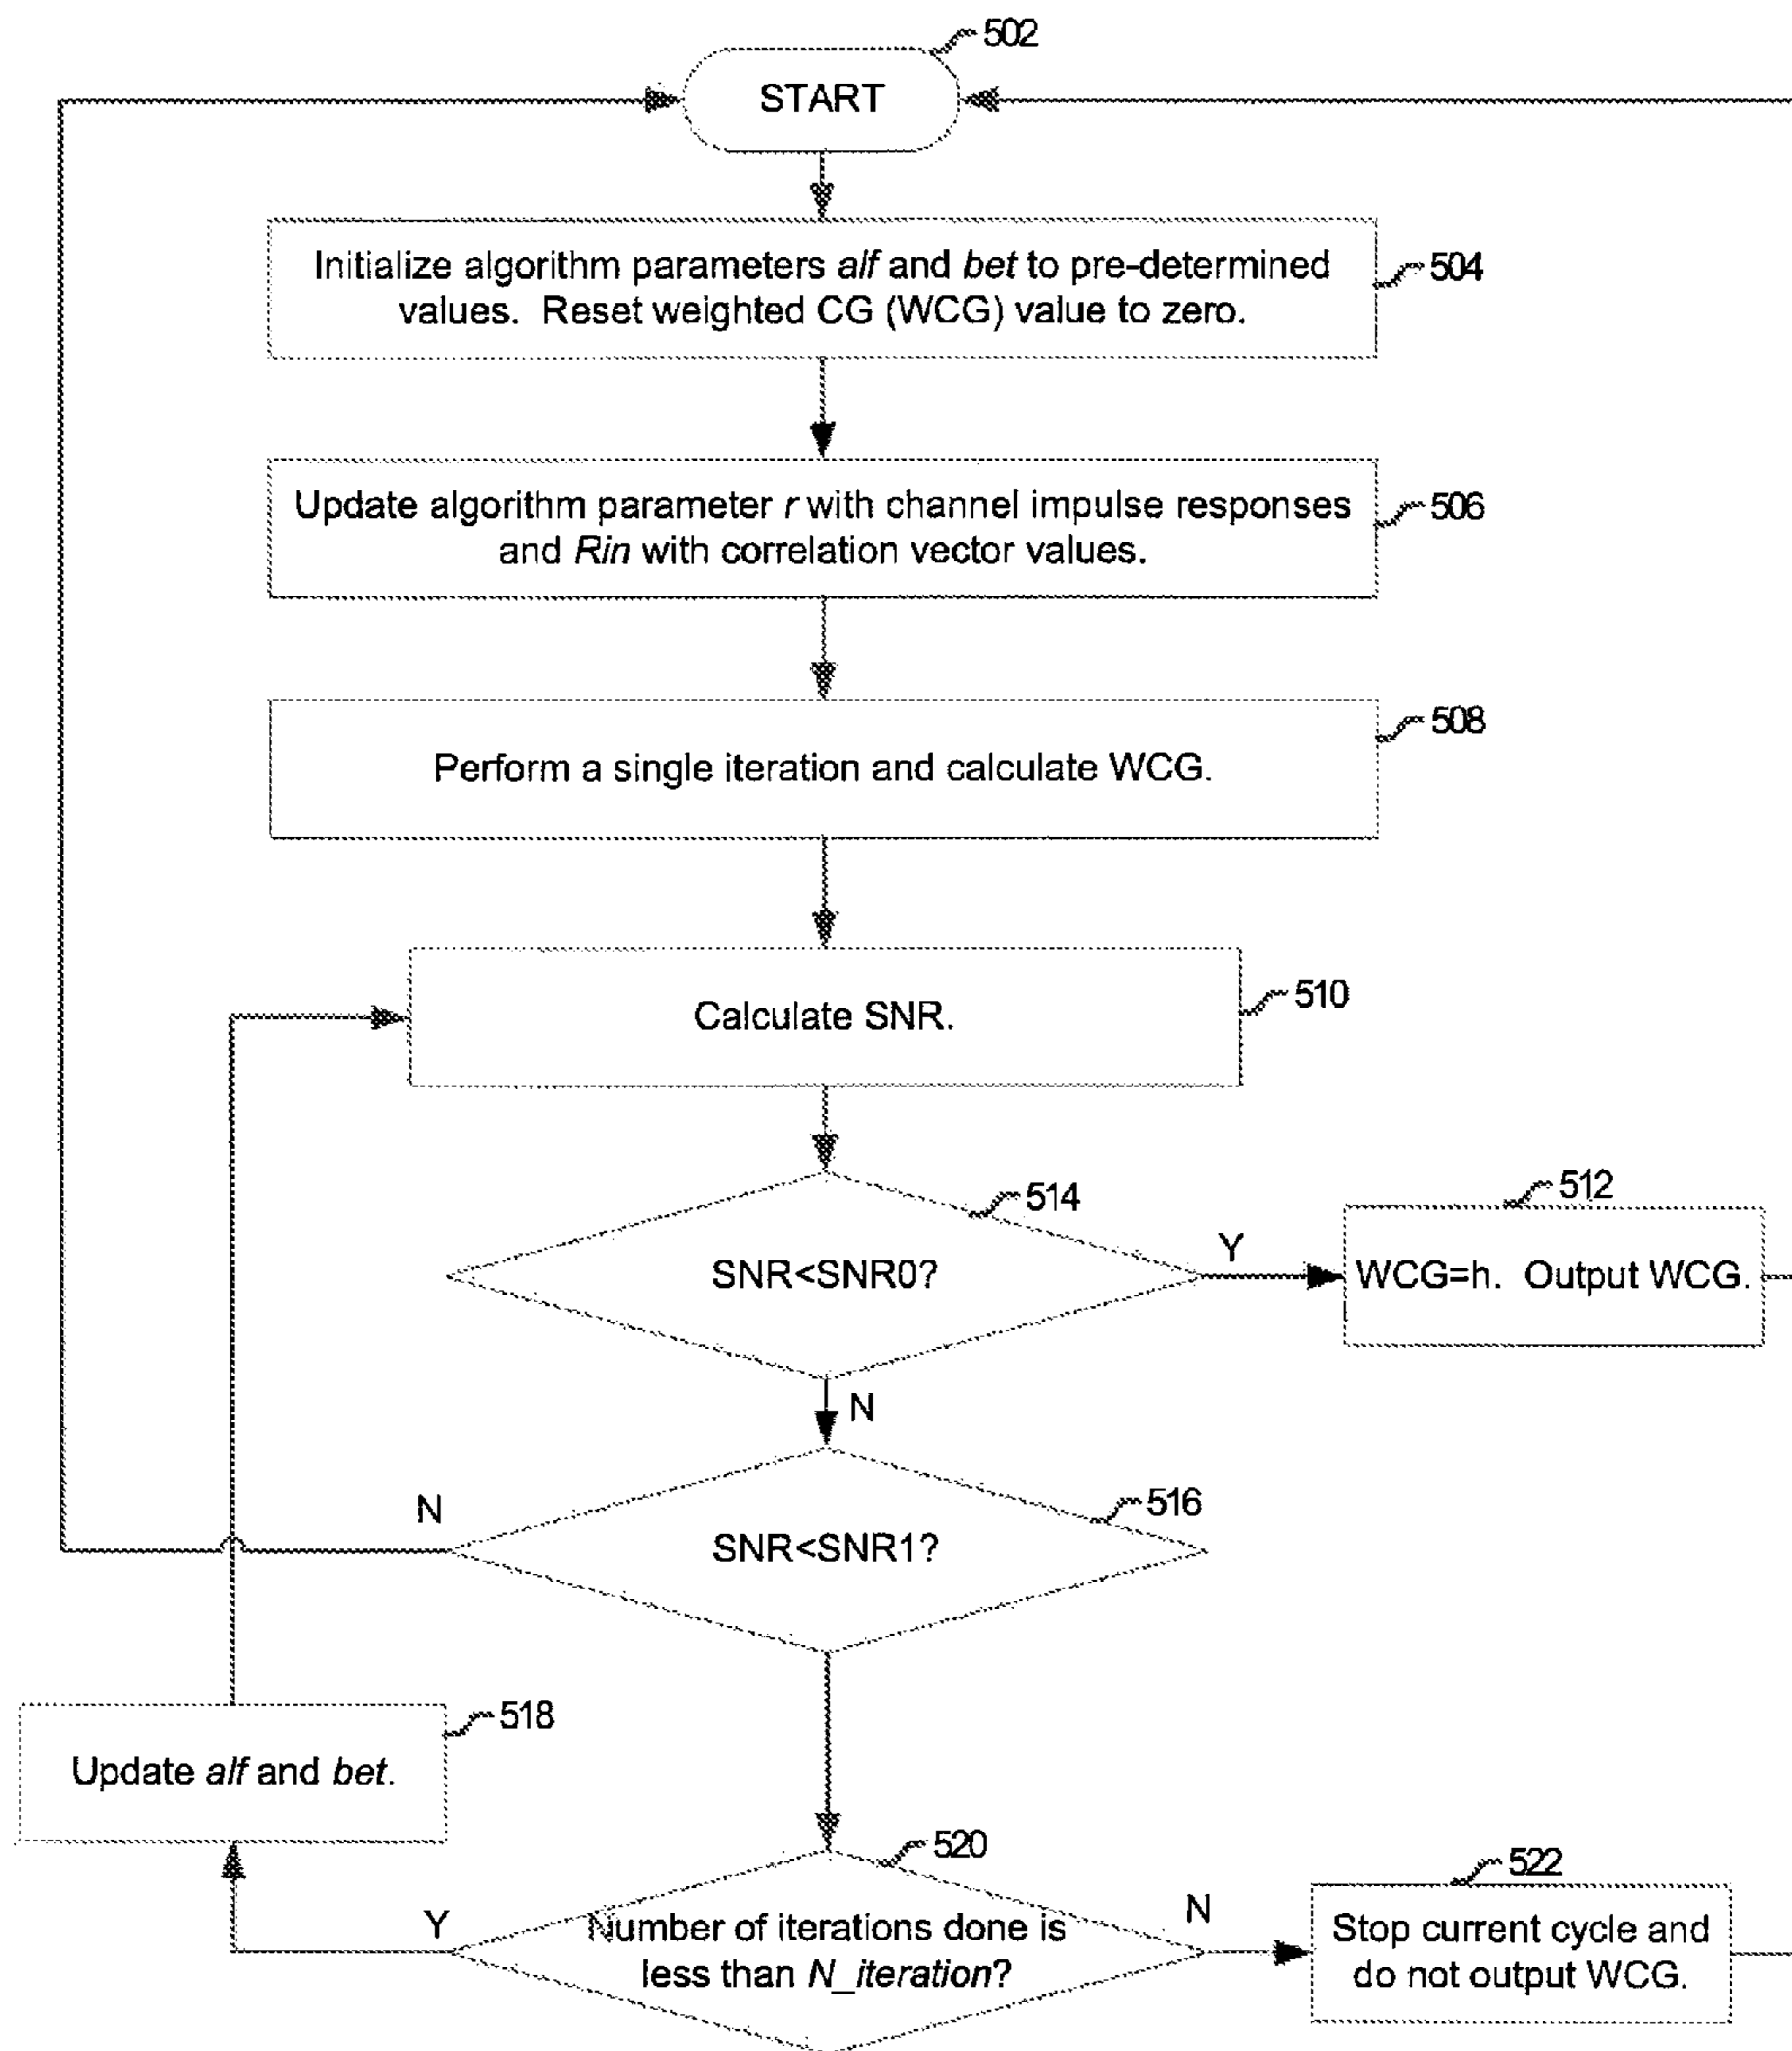 502
START
Initialize algorithm parameters alf and bet to pre-determined
values. Reset weighted CG (WCG) value to zero.
504
Update algorithm parameter r with channel impulse responses
and Rin with correlation vector values.
506
Perform a single iteration and calculate WCG.
508
Calculate SNR.
510
514
SNR<SNR0?
Y
512
WCG=h. Output WCG.
N
N
516
SNR<SNR1?
518
Update alf and bet.
520
Y
Number of iterations done is
less than N_iteration?
N
522
Stop current cycle and
do not output WCG.